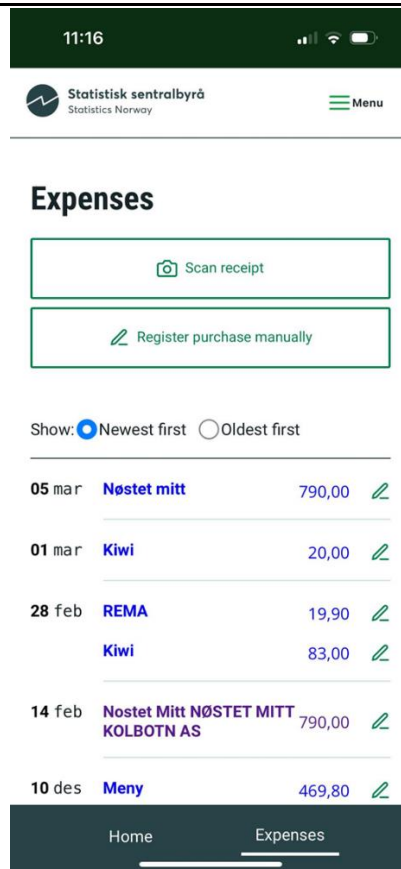 11:16
Statistisk sentralbyrå
Statistics Norway
Menu
Expenses
Scan receipt
Register purchase manually
Show: Newest first Oldest first
05 mar Nøstet mitt 790,00
01 mar Kiwi 20,00
28 feb REMA 19,90
Kiwi 83,00
14 feb Nostet Mitt NØSTET MITT 790,00
KOLBOTN AS
10 des Meny 469,80
Home Expenses